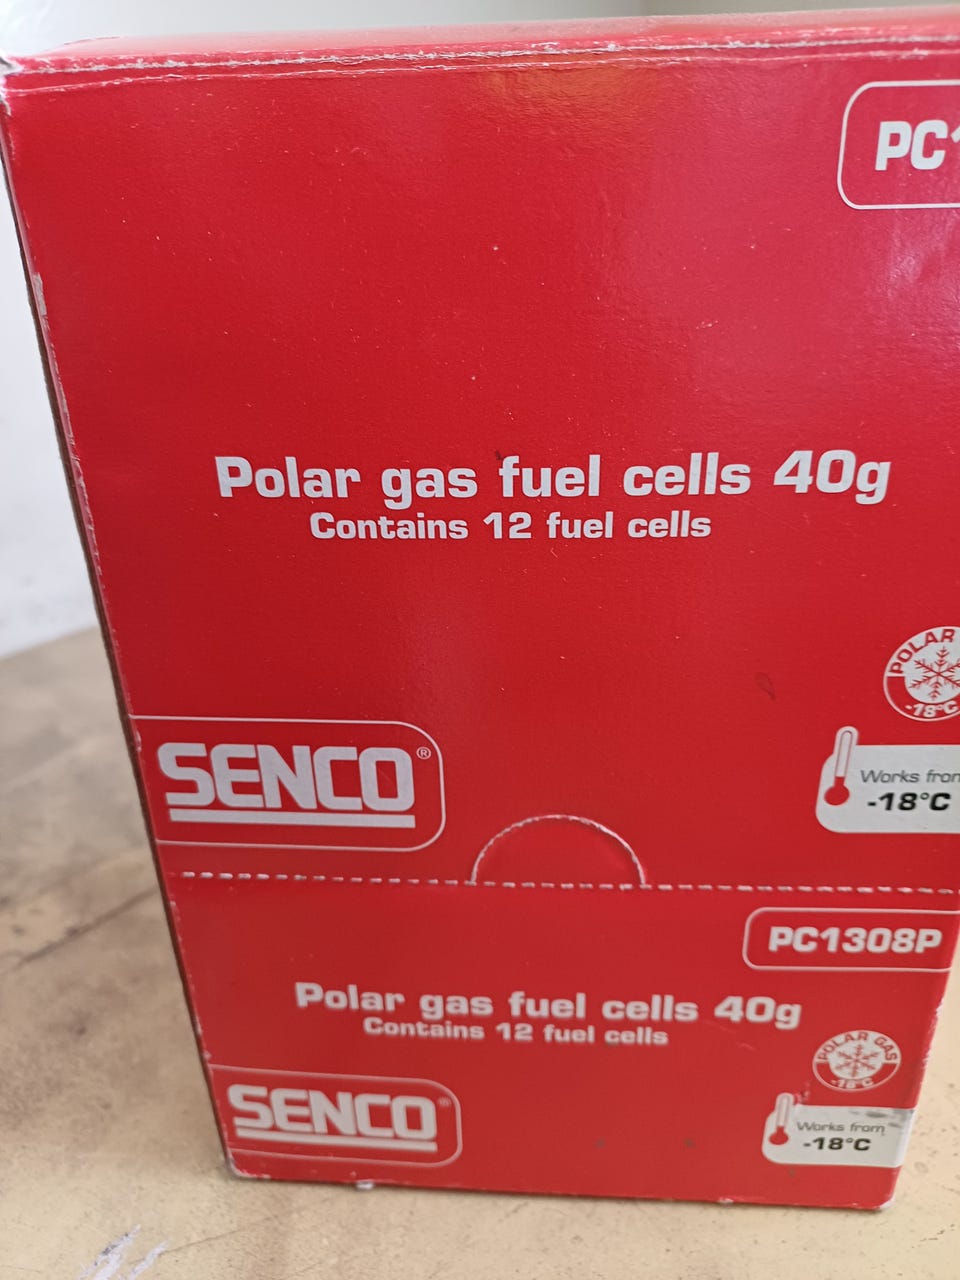 PC1
Polar gas fuel cells 40g
Contains 12 fuel cells
POLAR
-18°C
SENCO®
Works from
-18°C
PC1308P
Polar gas fuel cells 40g
Contains 12 fuel cells
POLAR GAS
-18°C
SENCO®
Works from
-18°C